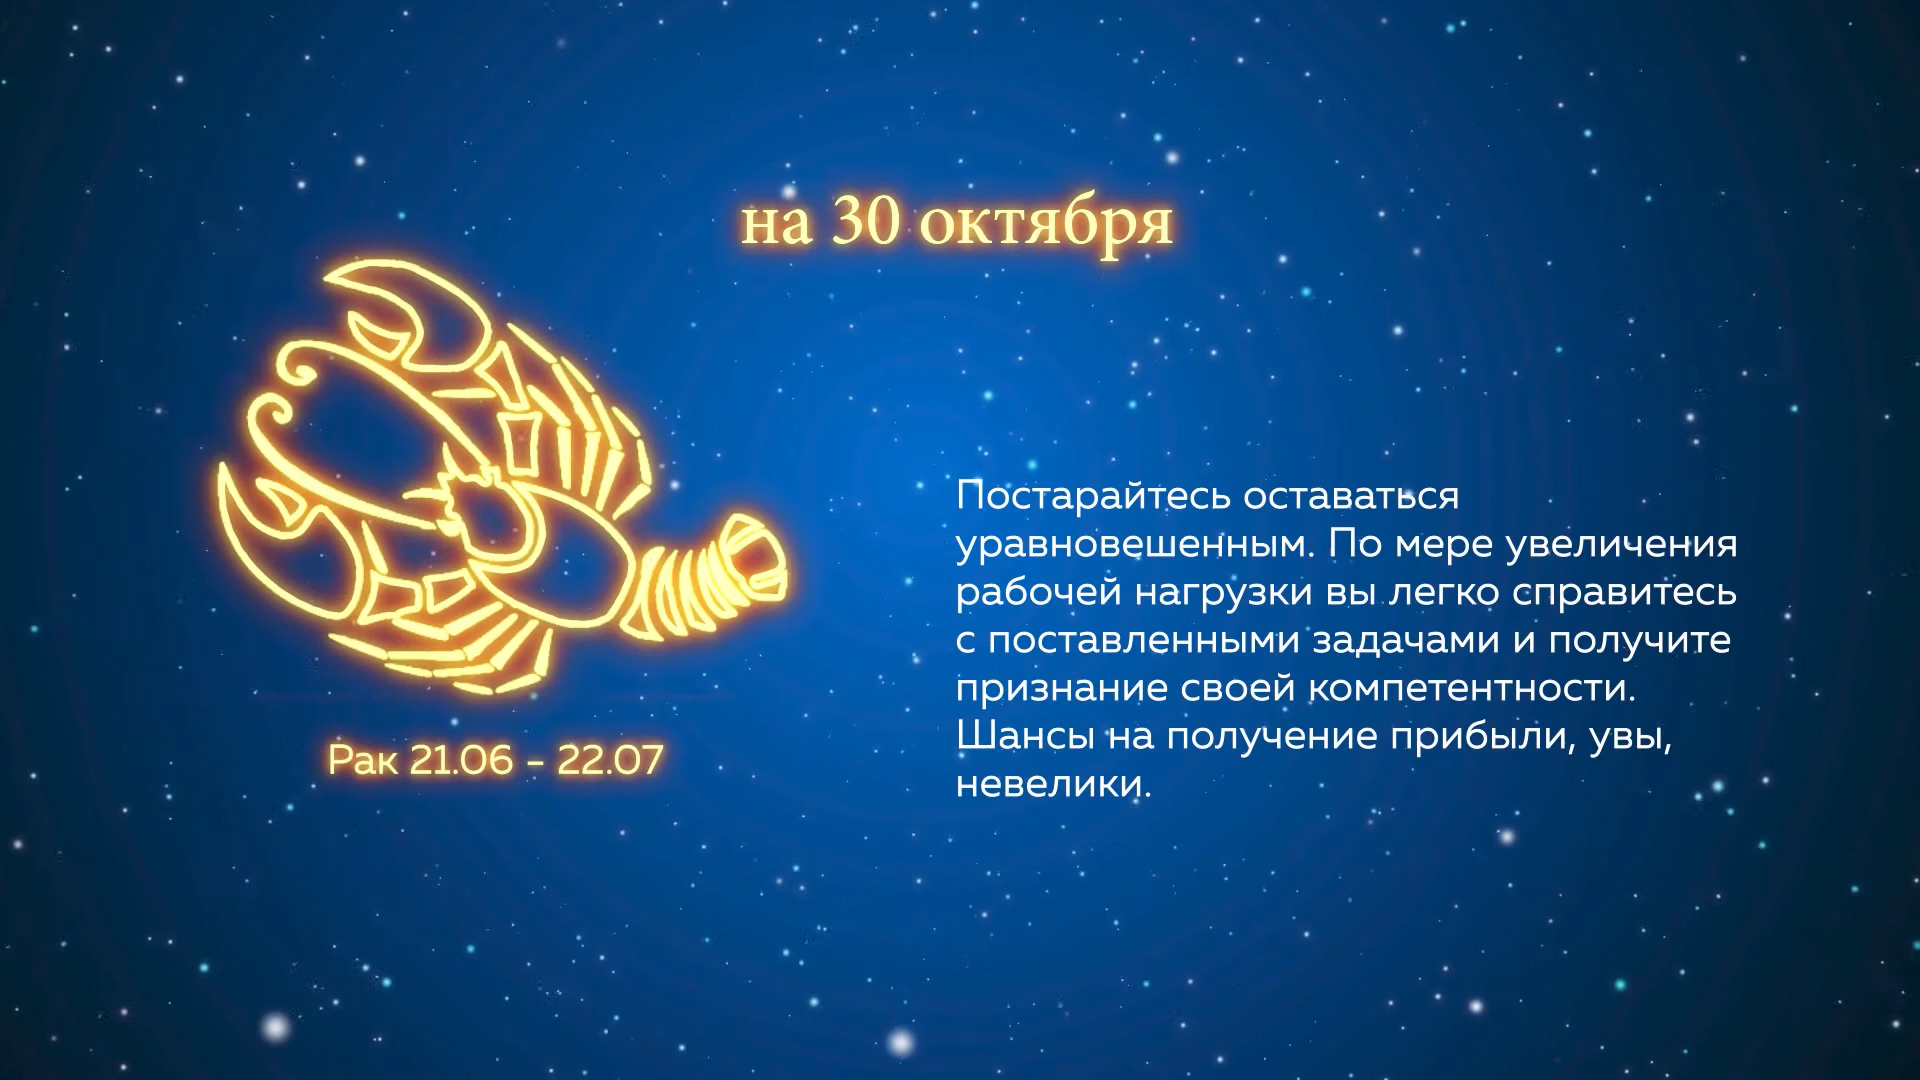 на 30 октября
Постарайтесь оставаться
уравновешенным. По мере увеличения
рабочей нагрузки вы легко справитесь
с поставленными задачами и получите
признание своей компетентности.
Шансы на получение прибыли, увы,
невелики.
Рак 21.06 - 22.07